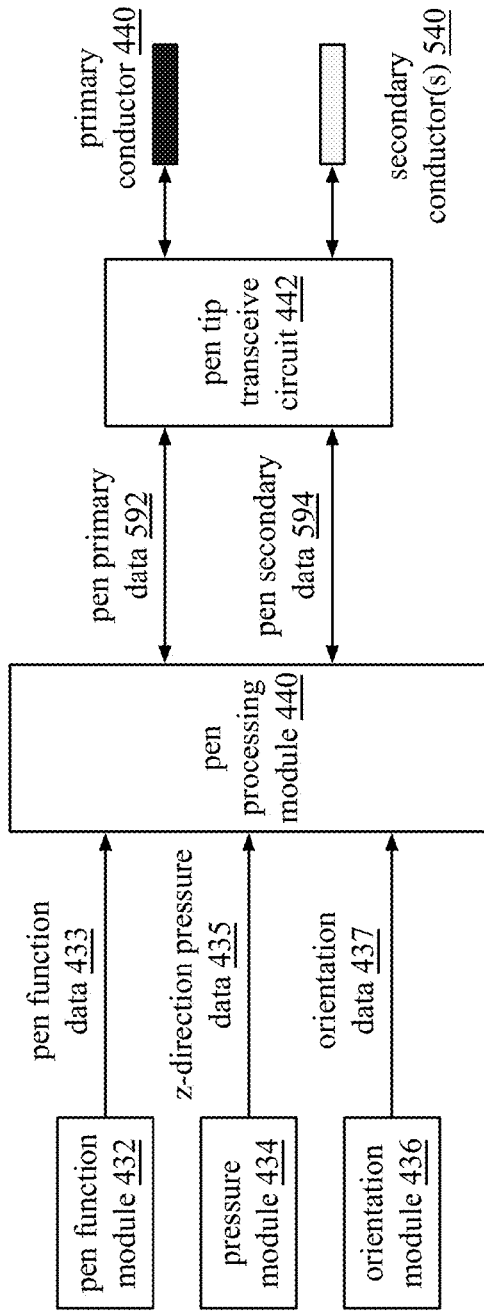 pen function
module 432
pressure
module 434
orientation
module 436
pen function
data 433
z-direction pressure
data 435
orientation
data 437
pen
processing
module 440
pen primary
data 592
pen secondary
data 594
pen tip
transceive
circuit 442
primary
conductor 440
secondary
conductor(s) 540